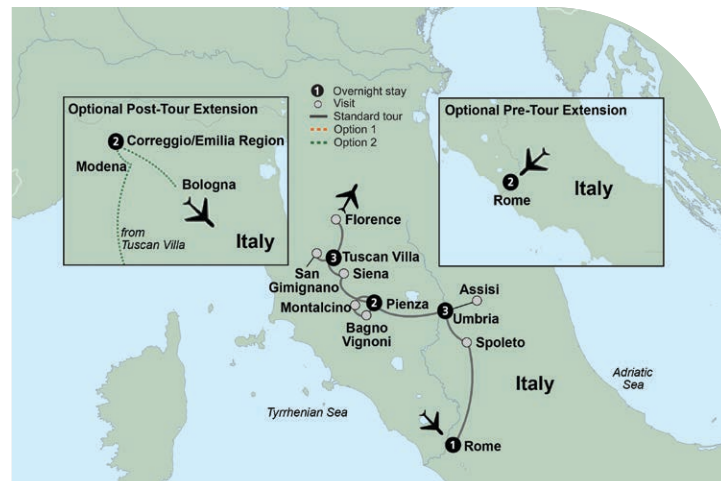 Optional Post-Tour Extension
2 Correggio/Emilia Region
Modena
Bologna
from
Tuscan Villa
Italy
1 Overnight stay
Visit
Standard tour
Option 1
Option 2
Optional Pre-Tour Extension
2
Rome
Italy
Florence
3 Tuscan Villa
San
Gimignano
Siena
Montalcino
2 Pienza
Bagno
Vignoni
Assisi
3
Umbria
Spoleto
Italy
Adriatic
Sea
Tyrrhenian Sea
1 Rome